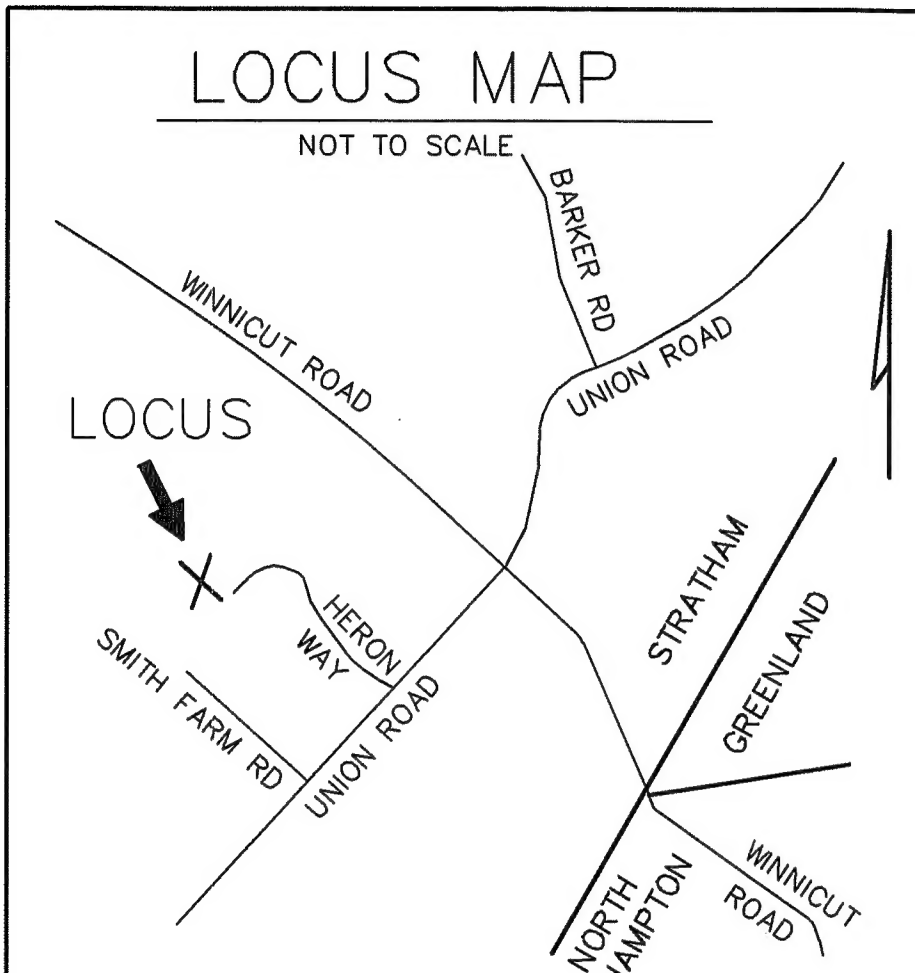 LOCUS MAP
NOT TO SCALE
BARKER RD
WINNICUT ROAD
UNION ROAD
LOCUS
STRATHAM
GREENLAND
HERON
WAY
SMITH FARM RD
UNION ROAD
WINNICUT
ROAD
NORTH
HAMPTON